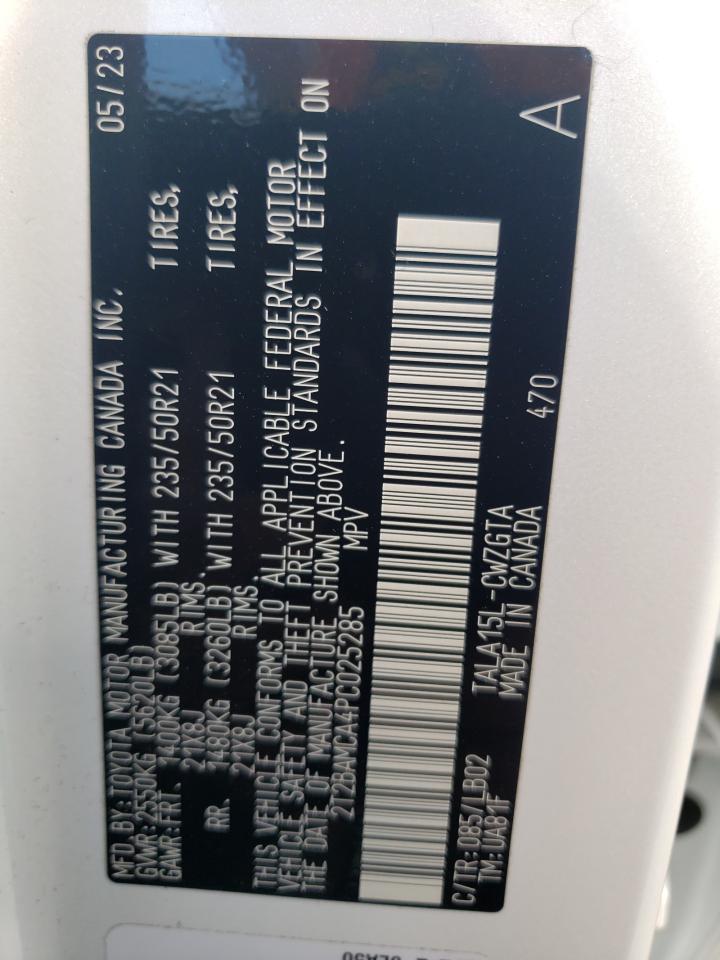 MFD. BY: TOYOTA MOTOR MANUFACTURING CANADA INC. 05/23
GVWR: 2550KG (5620LB)
GAWR: FRT. 1400KG (3085LB) WITH 235/50R21 TIRES,
21X8J RIMS,
RR. 1480KG (3260LB) WITH 235/50R21 TIRES,
21X8J RIMS.
THIS VEHICLE CONFORMS TO ALL APPLICABLE FEDERAL MOTOR
VEHICLE SAFETY AND THEFT PREVENTION STANDARDS IN EFFECT ON
THE DATE OF MANUFACTURE SHOWN ABOVE.
2T2BAMCA4PC025285 MPV
C/TR: 085/LB02 TALA15L-CWZGTA 470 A
TM: UA81F MADE IN CANADA